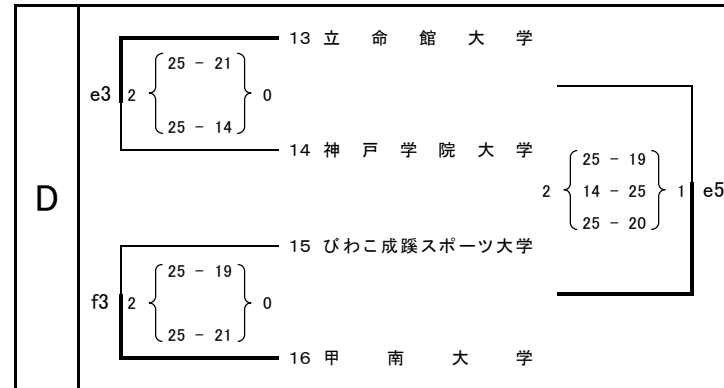 D
13 立命館大学
e3 2 25 - 21 0
25 - 14
14 神戸学院大学
15 びわこ成蹊スポーツ大学
f3 2 25 - 19 0
25 - 21
16 甲南大学
25 - 19
2 14 - 25 1 e5
25 - 20